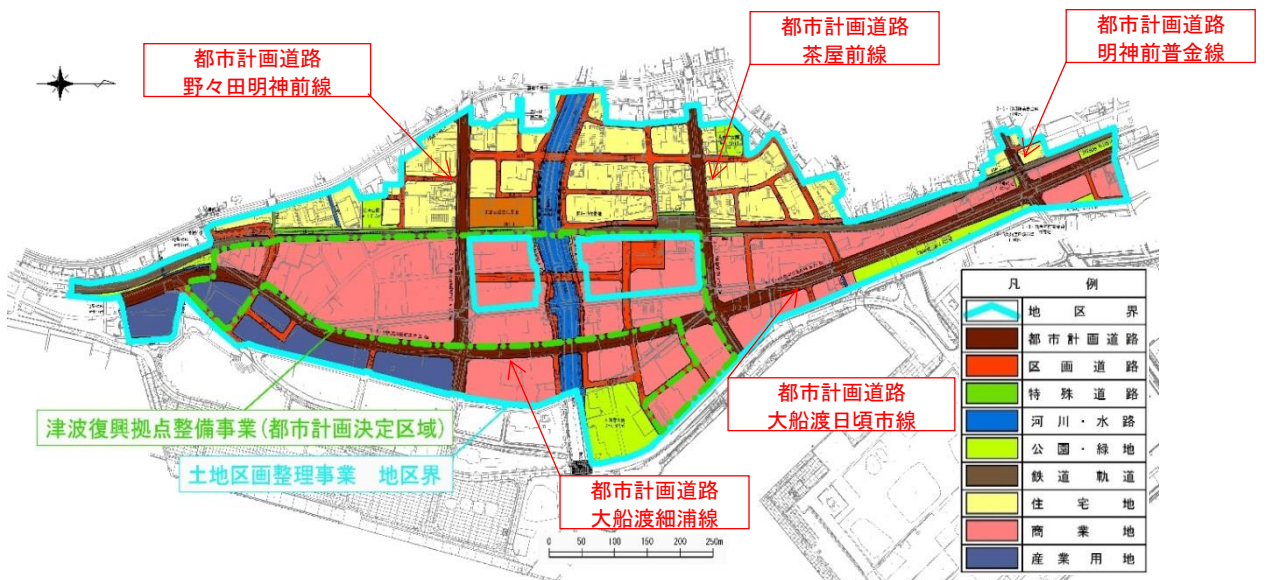 都市計画道路
野々田明神前線
都市計画道路
茶屋前線
都市計画道路
明神前普金線
津波復興拠点整備事業(都市計画決定区域)
土地区画整理事業 地区界
都市計画道路
大船渡細浦線
都市計画道路
大船渡日頃市線
0 50 100 150 200 250m
凡 例
地区界
都市計画道路
区画道路
特殊道路
河川・水路
公園・緑地
鉄道軌道
住宅地
商業地
産業用地